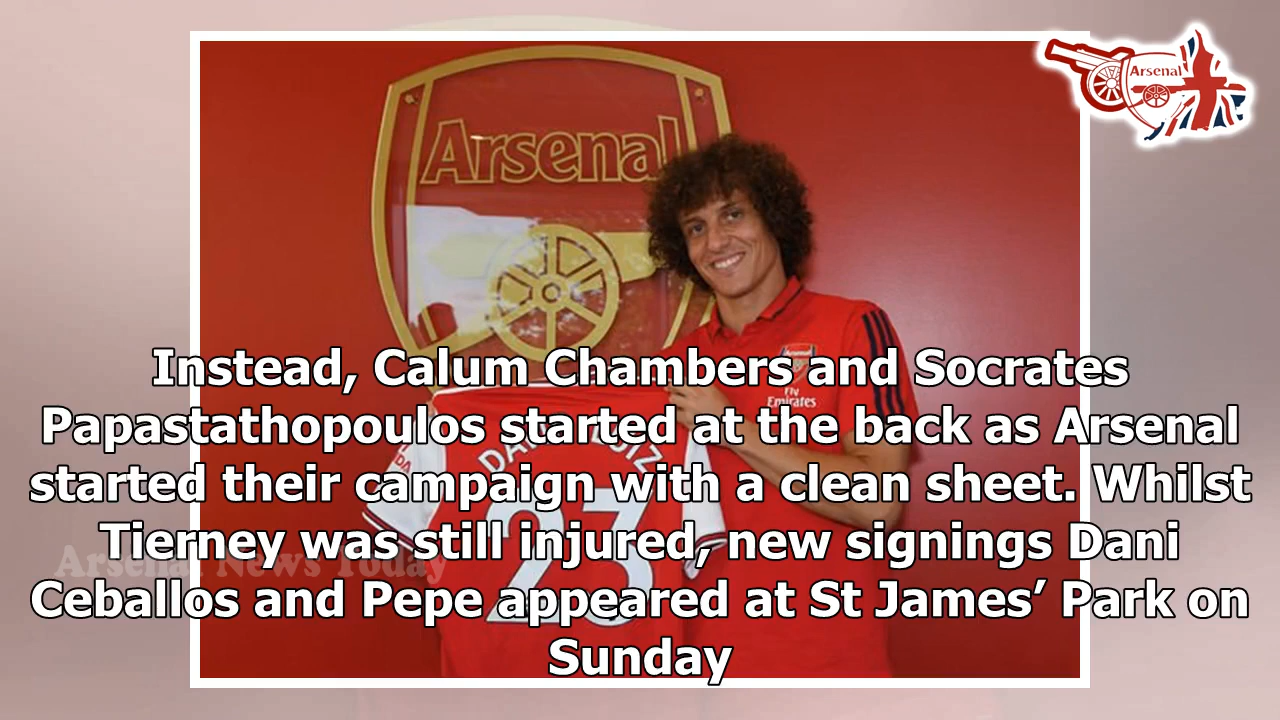 Arsenal
Arsenal
Fly
Emirates
Instead, Calum Chambers and Socrates
Papastathopoulos started at the back as Arsenal
started their campaign with a clean sheet. Whilst
Tierney was still injured, new signings Dani
Ceballos and Pepe appeared at St James’ Park on
Sunday
23
Arsenal News Today